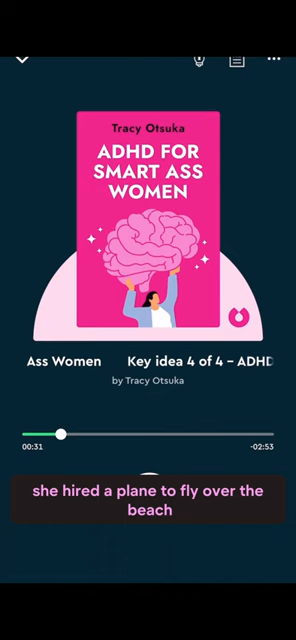 Tracy Otsuka
ADHD FOR
SMART ASS
WOMEN
Ass Women Key idea 4 of 4 – ADHD
by Tracy Otsuka
00:31 -02:53
she hired a plane to fly over the
beach